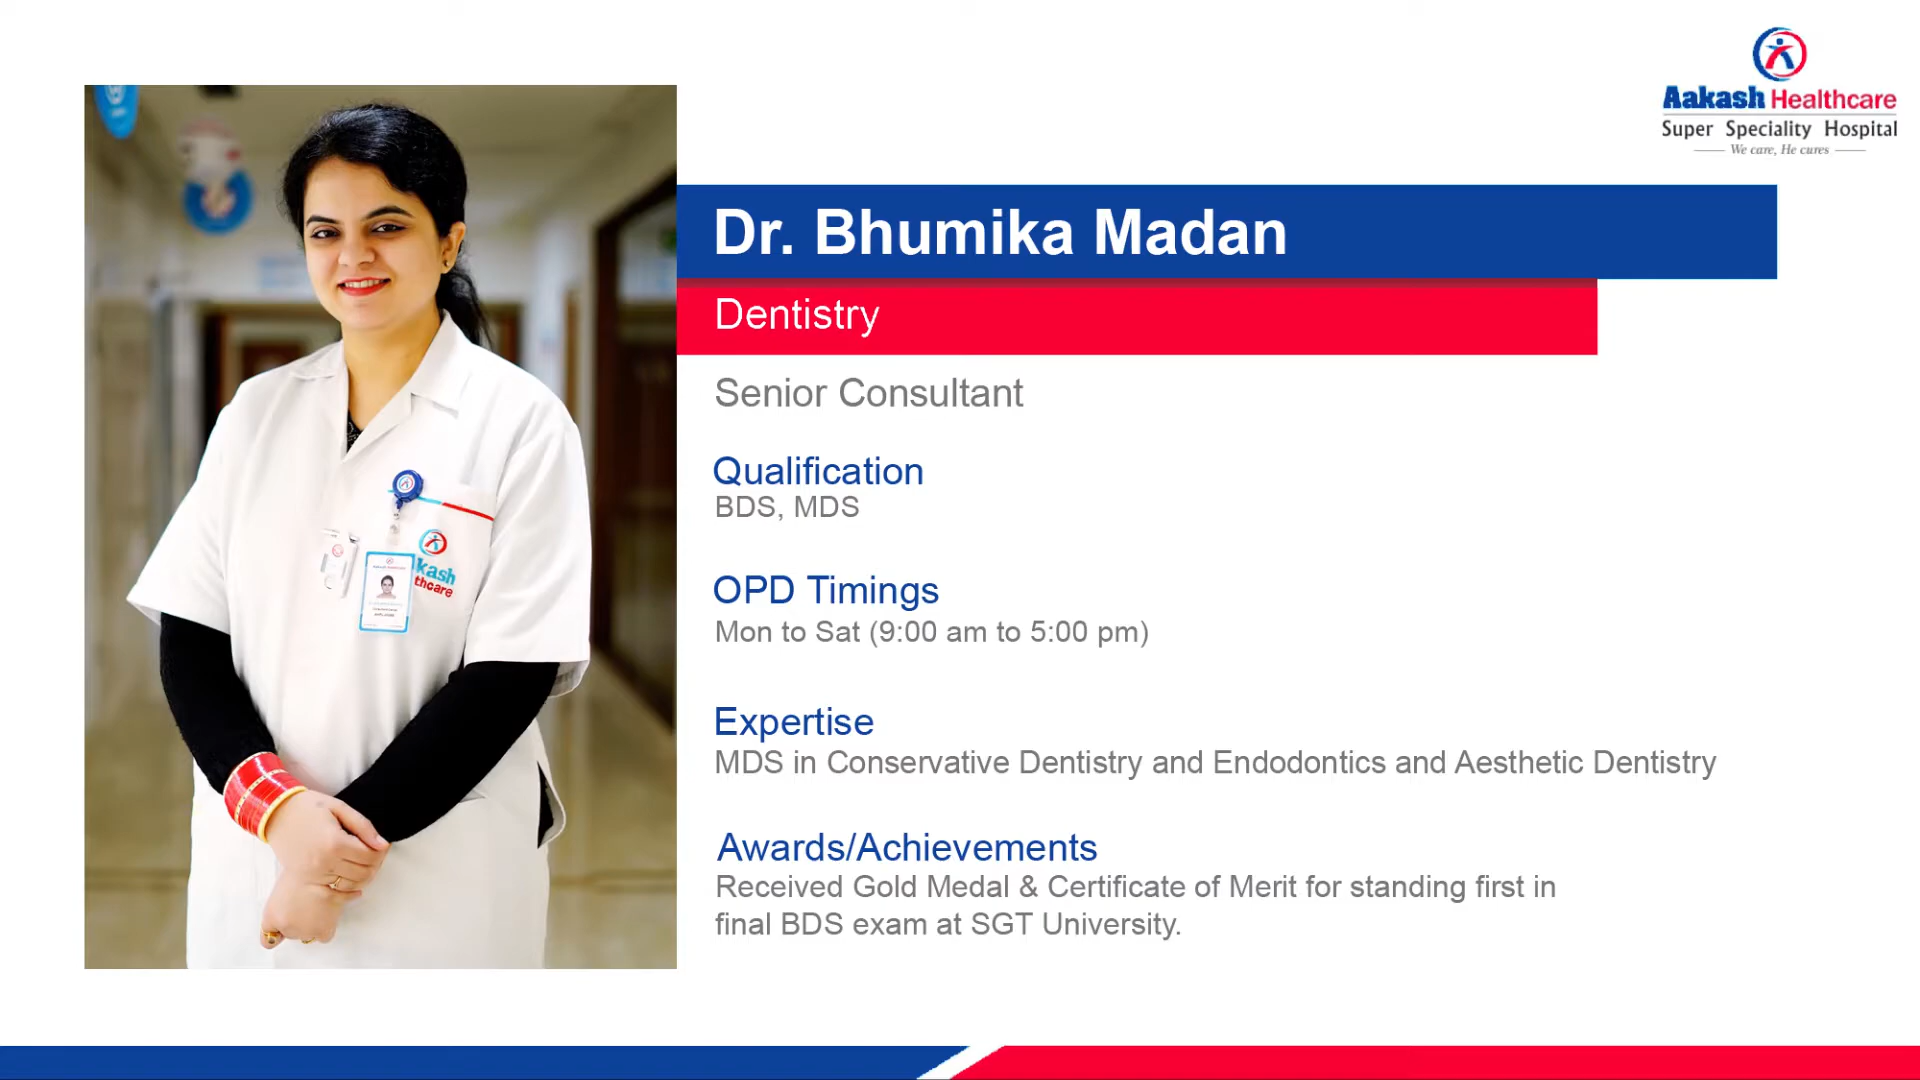 Aakash Healthcare
Super Speciality Hospital
We care, He cures
Dr. Bhumika Madan
Dentistry
Senior Consultant
Qualification
BDS, MDS
OPD Timings
Mon to Sat (9:00 am to 5:00 pm)
Expertise
MDS in Conservative Dentistry and Endodontics and Aesthetic Dentistry
Awards/Achievements
Received Gold Medal & Certificate of Merit for standing first in
final BDS exam at SGT University.
kash
thcare